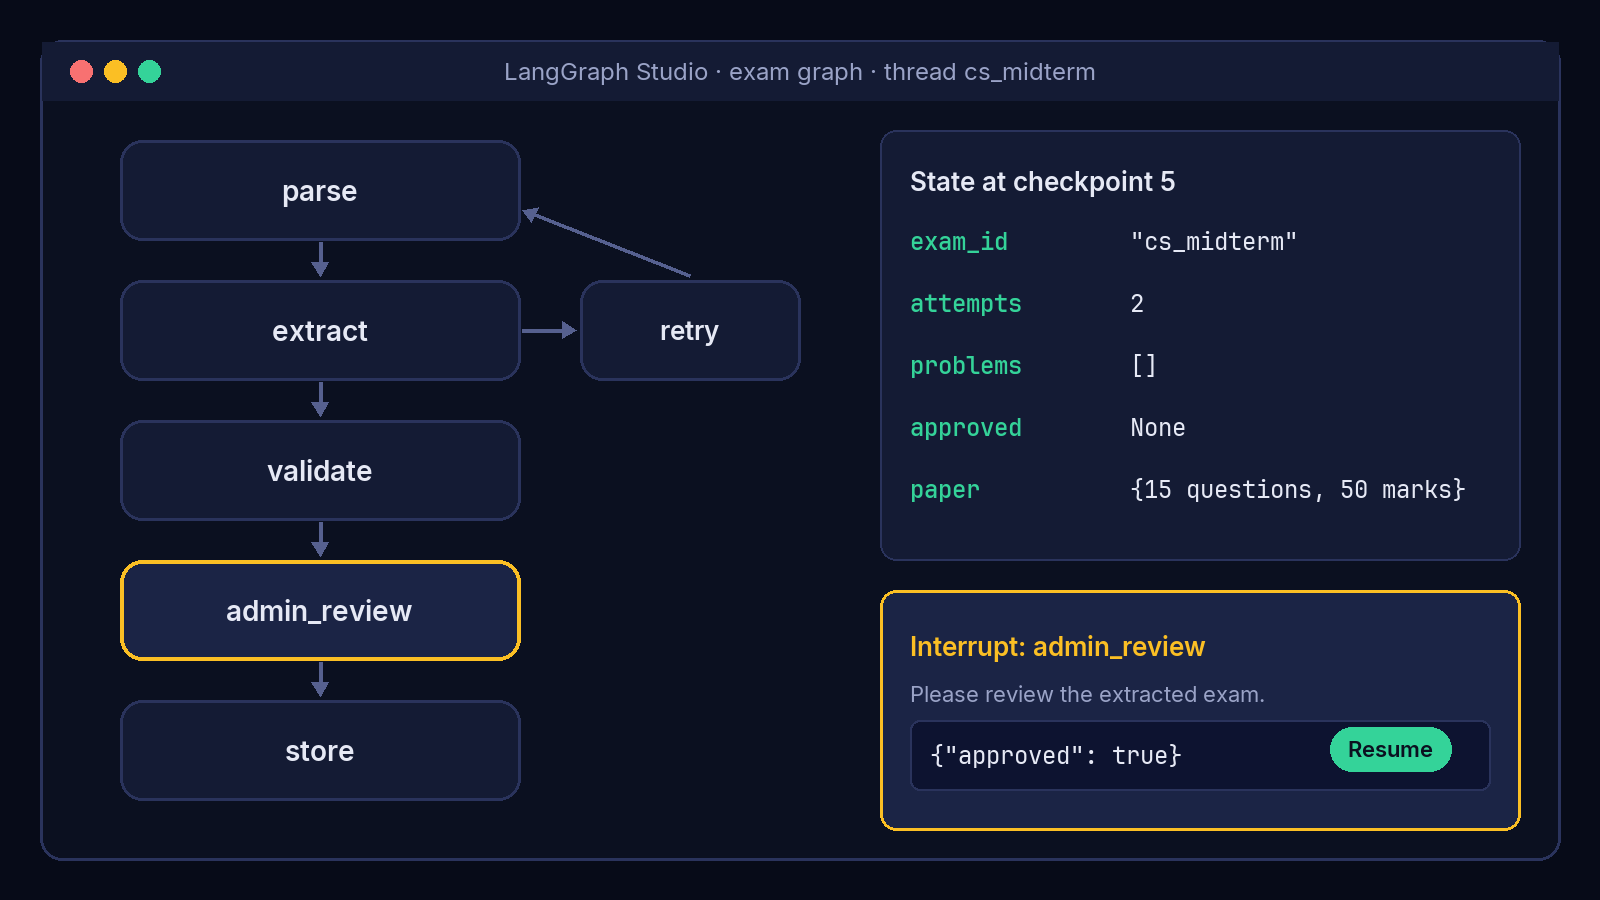 LangGraph Studio · exam graph · thread cs_midterm
parse
extract
retry
validate
admin_review
store
State at checkpoint 5
exam_id "cs_midterm"
attempts 2
problems []
approved None
paper {15 questions, 50 marks}
Interrupt: admin_review
Please review the extracted exam.
{"approved": true} Resume